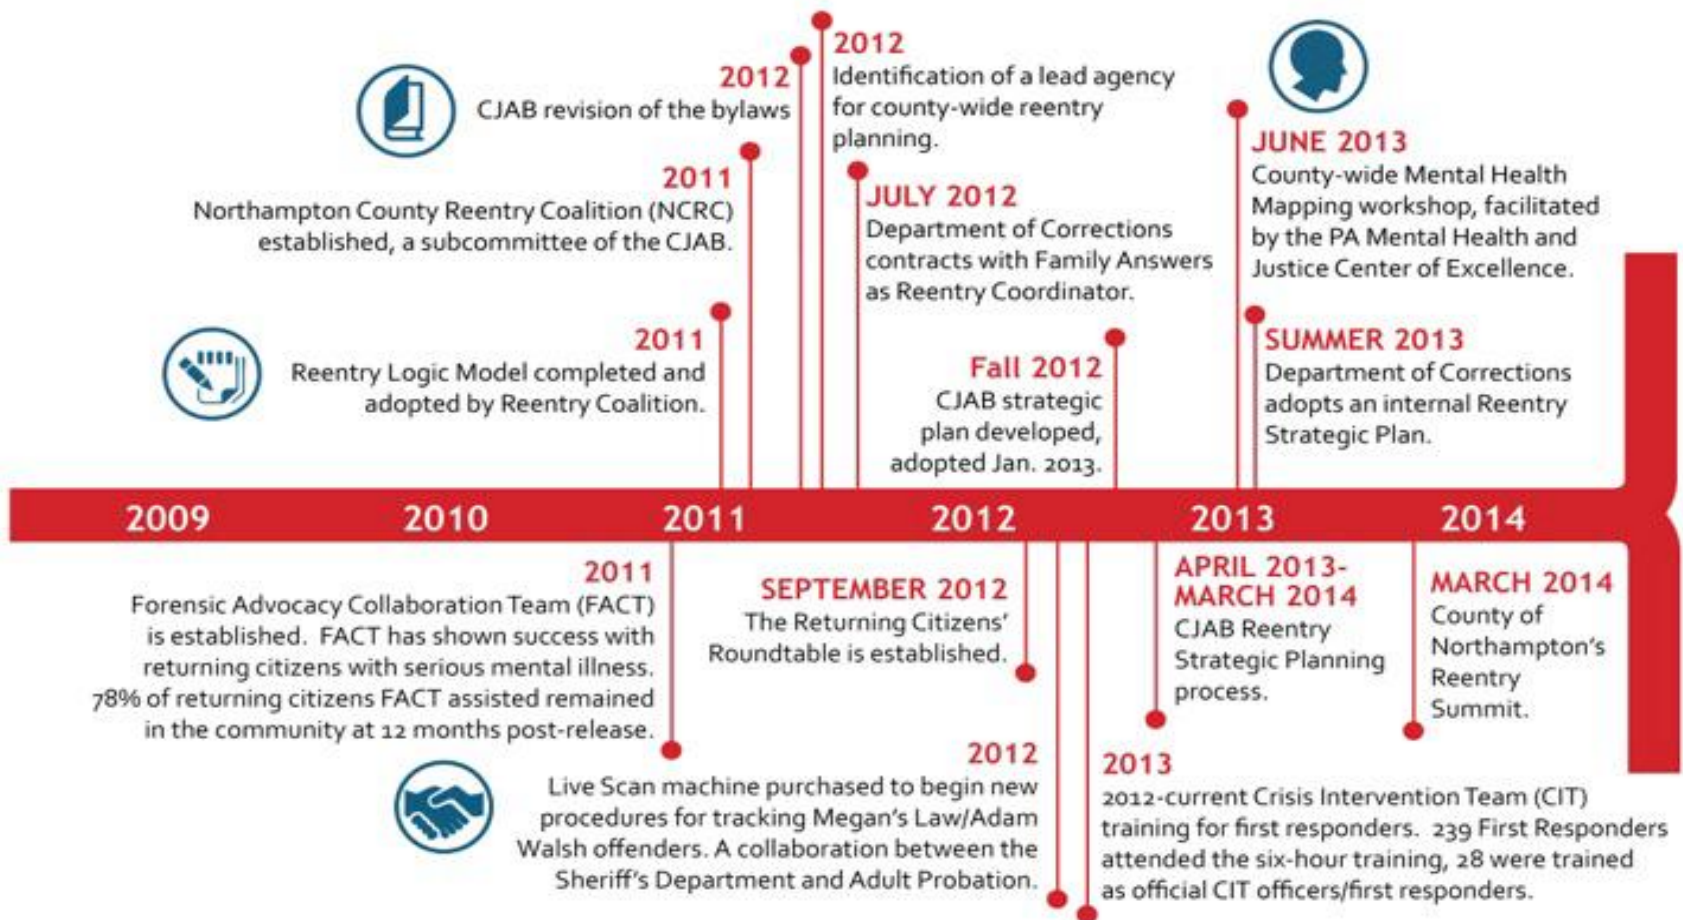 2012
CJAB revision of the bylaws
2012
Identification of a lead agency
for county-wide reentry
planning.
2011
Northampton County Reentry Coalition (NCRC)
established, a subcommittee of the CJAB.
JULY 2012
Department of Corrections
contracts with Family Answers
as Reentry Coordinator.
JUNE 2013
County-wide Mental Health
Mapping workshop, facilitated
by the PA Mental Health and
Justice Center of Excellence.
2011
Reentry Logic Model completed and
adopted by Reentry Coalition.
Fall 2012
CJAB strategic
plan developed,
adopted Jan. 2013.
SUMMER 2013
Department of Corrections
adopts an internal Reentry
Strategic Plan.
2009 2010 2011 2012 2013 2014
2011
Forensic Advocacy Collaboration Team (FACT)
is established. FACT has shown success with
returning citizens with serious mental illness.
78% of returning citizens FACT assisted remained
in the community at 12 months post-release.
SEPTEMBER 2012
The Returning Citizens'
Roundtable is established.
APRIL 2013-
MARCH 2014
CJAB Reentry
Strategic Planning
process.
MARCH 2014
County of
Northampton's
Reentry
Summit.
2012
Live Scan machine purchased to begin new
procedures for tracking Megan's Law/Adam
Walsh offenders. A collaboration between the
Sheriff's Department and Adult Probation.
2013
2012-current Crisis Intervention Team (CIT)
training for first responders. 239 First Responders
attended the six-hour training, 28 were trained
as official CIT officers/first responders.